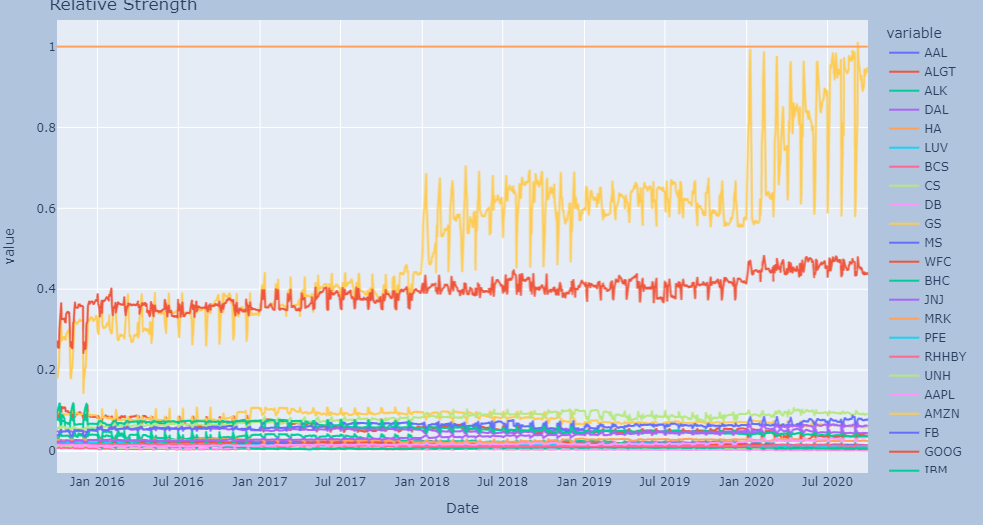 Relative Strength
variable
AAL
ALGT
ALK
DAL
HA
LUV
BCS
CS
DB
GS
MS
WFC
BHC
JNJ
MRK
PFE
RHHBY
UNH
AAPL
AMZN
FB
GOOG
IBM
value
1
0.8
0.6
0.4
0.2
0
Jan 2016 Jul 2016 Jan 2017 Jul 2017 Jan 2018 Jul 2018 Jan 2019 Jul 2019 Jan 2020 Jul 2020
Date